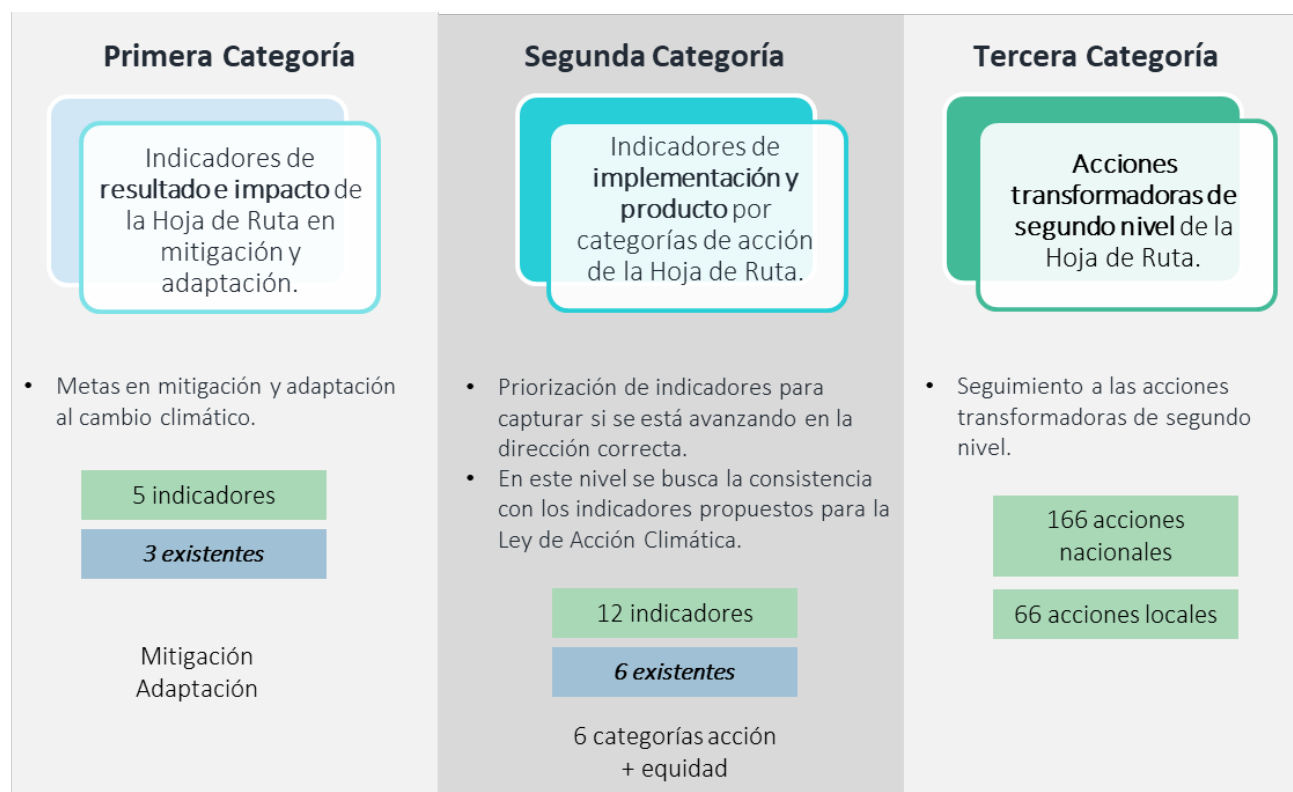 Primera Categoría
Indicadores de
resultado e impacto de
la Hoja de Ruta en
mitigación y
adaptación.
• Metas en mitigación y adaptación
al cambio climático.
5 indicadores
3 existentes
Mitigación
Adaptación
Segunda Categoría
Indicadores de
implementación y
producto por
categorías de acción
de la Hoja de Ruta.
• Priorización de indicadores para
capturar si se está avanzando en la
dirección correcta.
• En este nivel se busca la consistencia
con los indicadores propuestos para la
Ley de Acción Climática.
12 indicadores
6 existentes
6 categorías acción
+ equidad
Tercera Categoría
Acciones
transformadoras de
segundo nivel de la
Hoja de Ruta.
• Seguimiento a las acciones
transformadoras de segundo
nivel.
166 acciones
nacionales
66 acciones locales